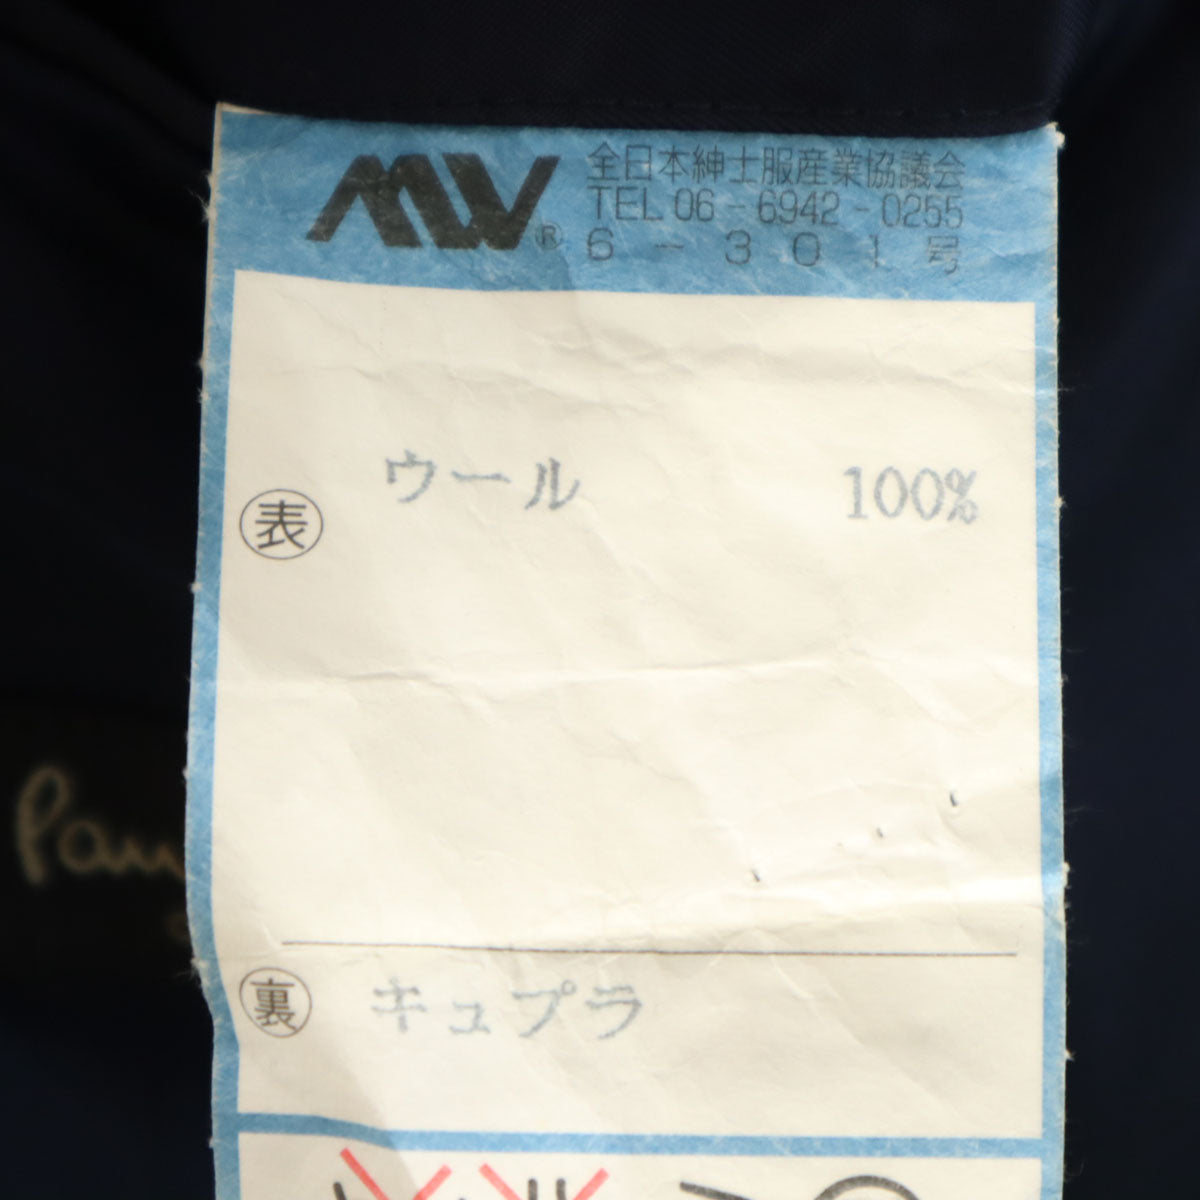 MW® 全日本紳士服産業協議会
TEL 06-6942-0255
6-301号
表 ウール 100%
裏 キュプラ